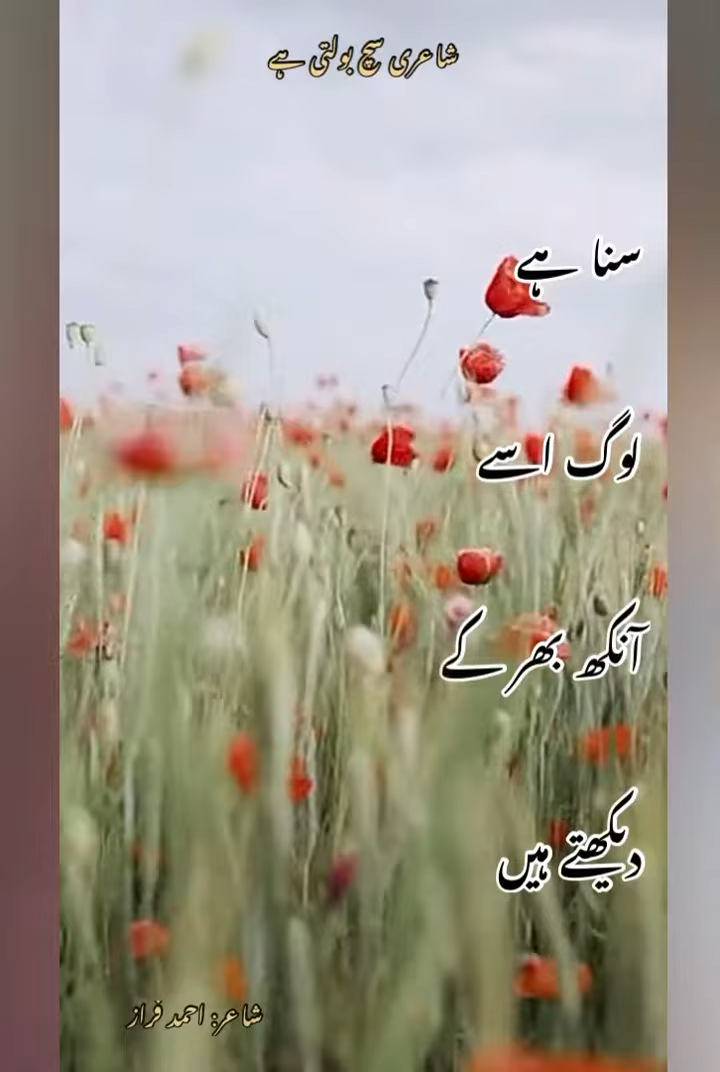 شاعری سچ بولتی ہے
سنا ہے
لوگ اسے
آنکھ بھر کے
دیکھتے ہیں
شاعر: احمد فراز